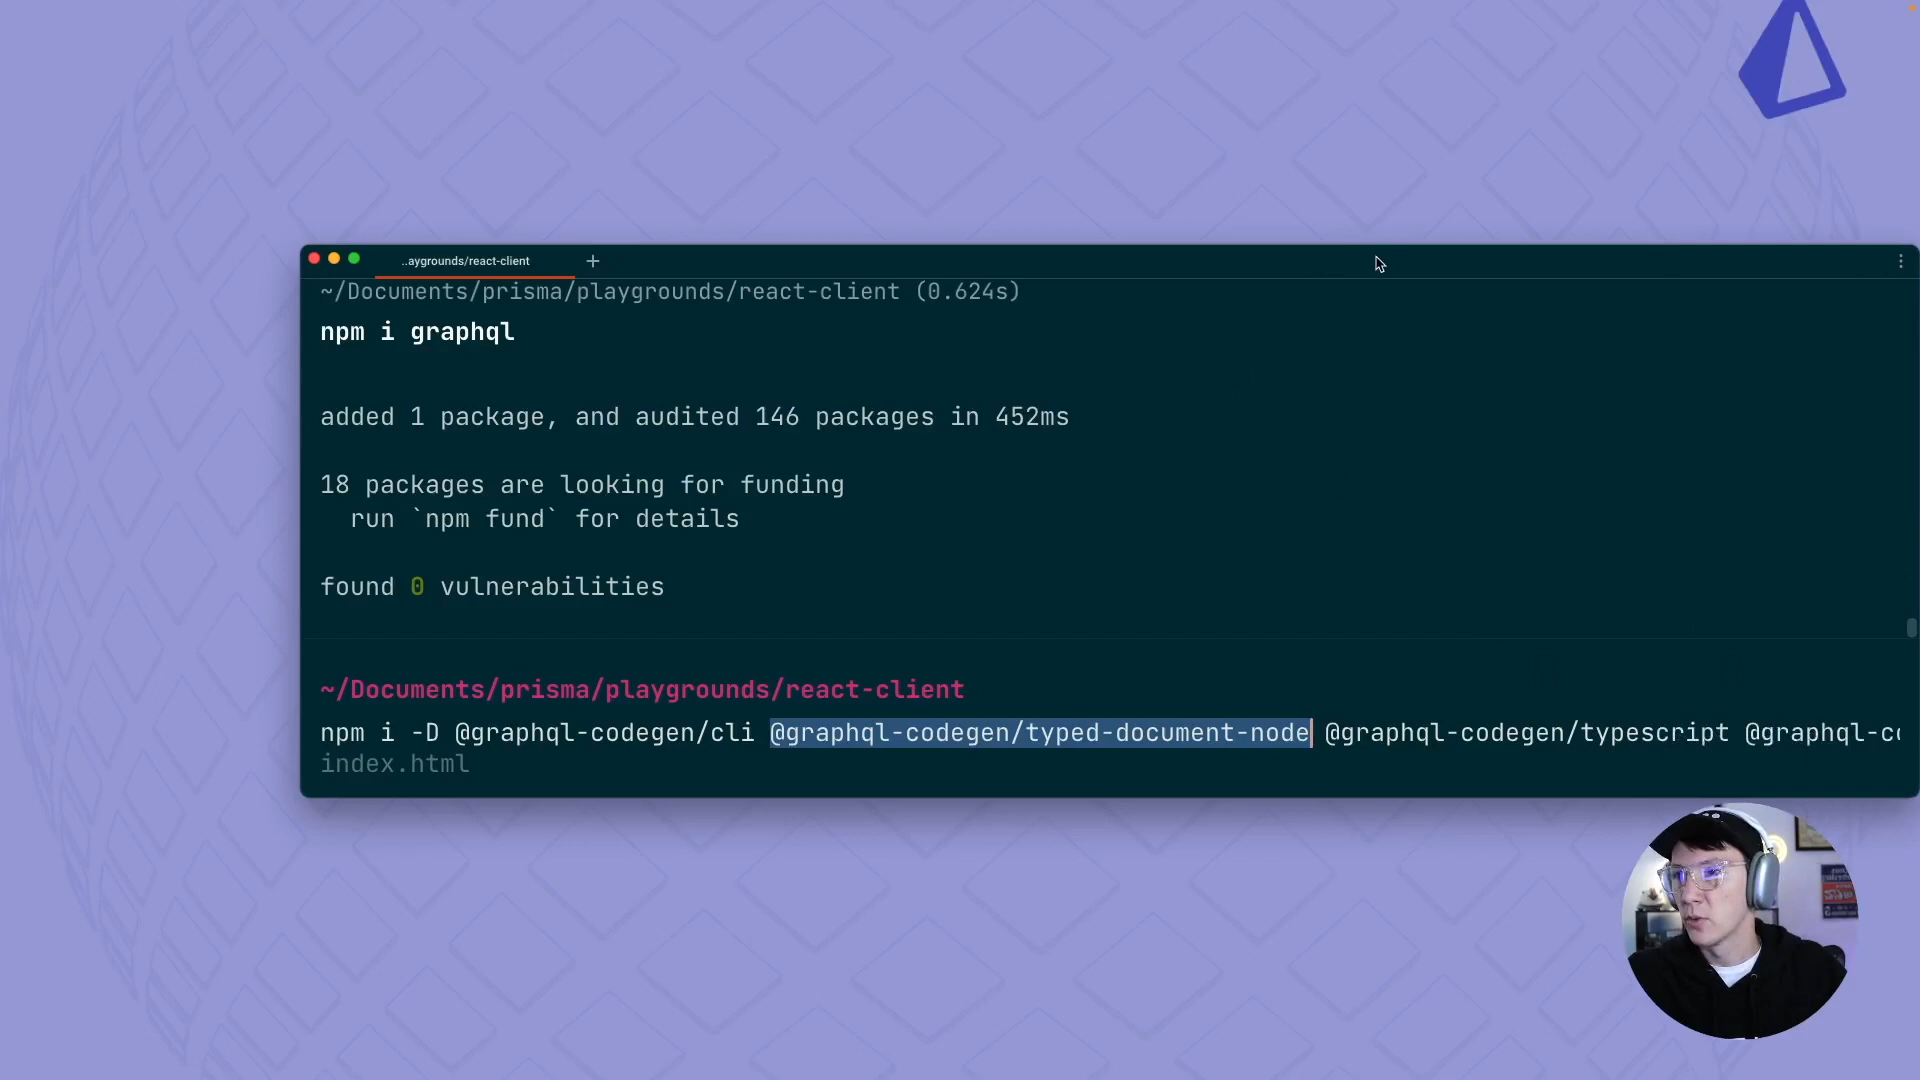 ..aygrounds/react-client
~/Documents/prisma/playgrounds/react-client (0.624s)
npm i graphql
added 1 package, and audited 146 packages in 452ms
18 packages are looking for funding
run `npm fund` for details
found 0 vulnerabilities
~/Documents/prisma/playgrounds/react-client
npm i -D @graphql-codegen/cli @graphql-codegen/typed-document-node @graphql-codegen/typescript @graphql-co
index.html